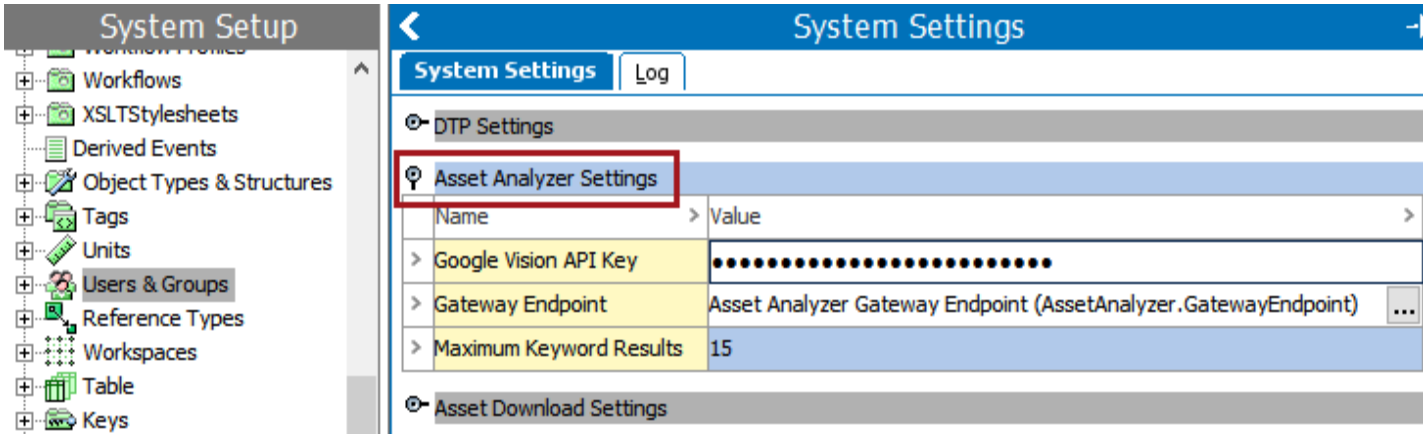 System Setup
Workflow Profiles
Workflows
XSLTStylesheets
Derived Events
Object Types & Structures
Tags
Units
Users & Groups
Reference Types
Workspaces
Table
Keys
System Settings
System Settings
Log
DTP Settings
Asset Analyzer Settings
Name > Value >
Google Vision API Key ●●●●●●●●●●●●●●●●●●●●●●●●●●
Gateway Endpoint Asset Analyzer Gateway Endpoint (AssetAnalyzer.GatewayEndpoint) ...
Maximum Keyword Results 15
Asset Download Settings